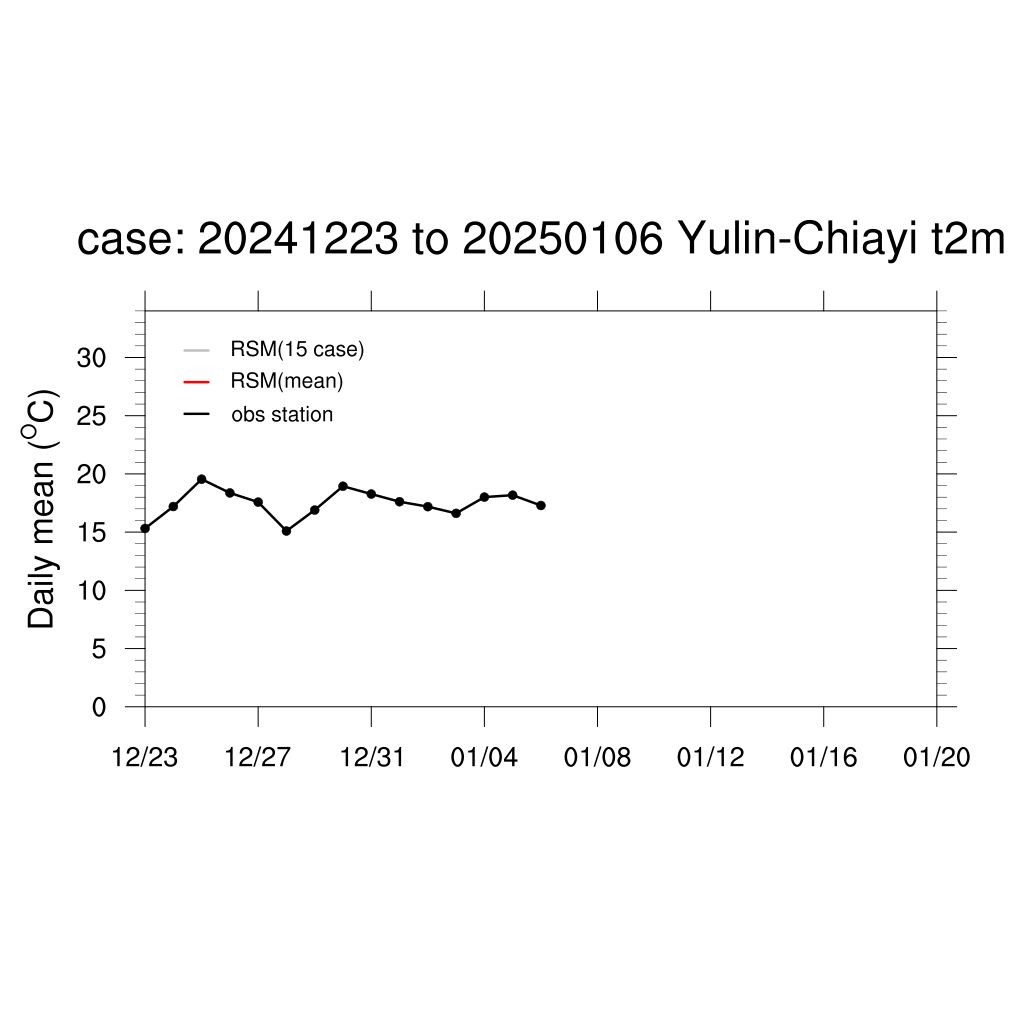 case: 20241223 to 20250106 Yulin-Chiayi t2m
RSM(15 case)
RSM(mean)
obs station
Daily mean (°C)
30
25
20
15
10
5
0
12/23 12/27 12/31 01/04 01/08 01/12 01/16 01/20